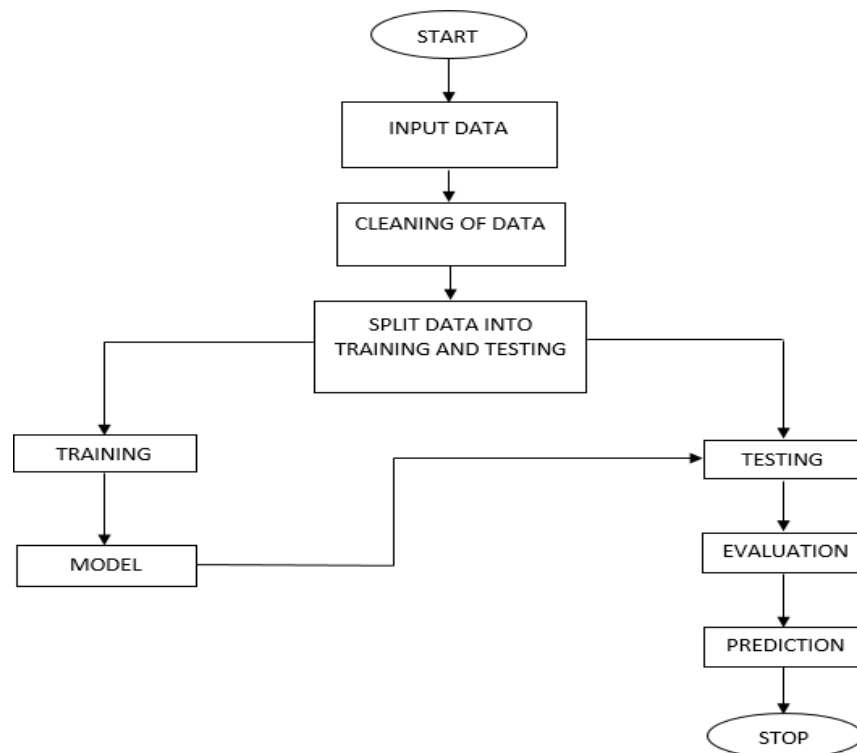 START
INPUT DATA
CLEANING OF DATA
SPLIT DATA INTO
TRAINING AND TESTING
TRAINING
TESTING
MODEL
EVALUATION
PREDICTION
STOP